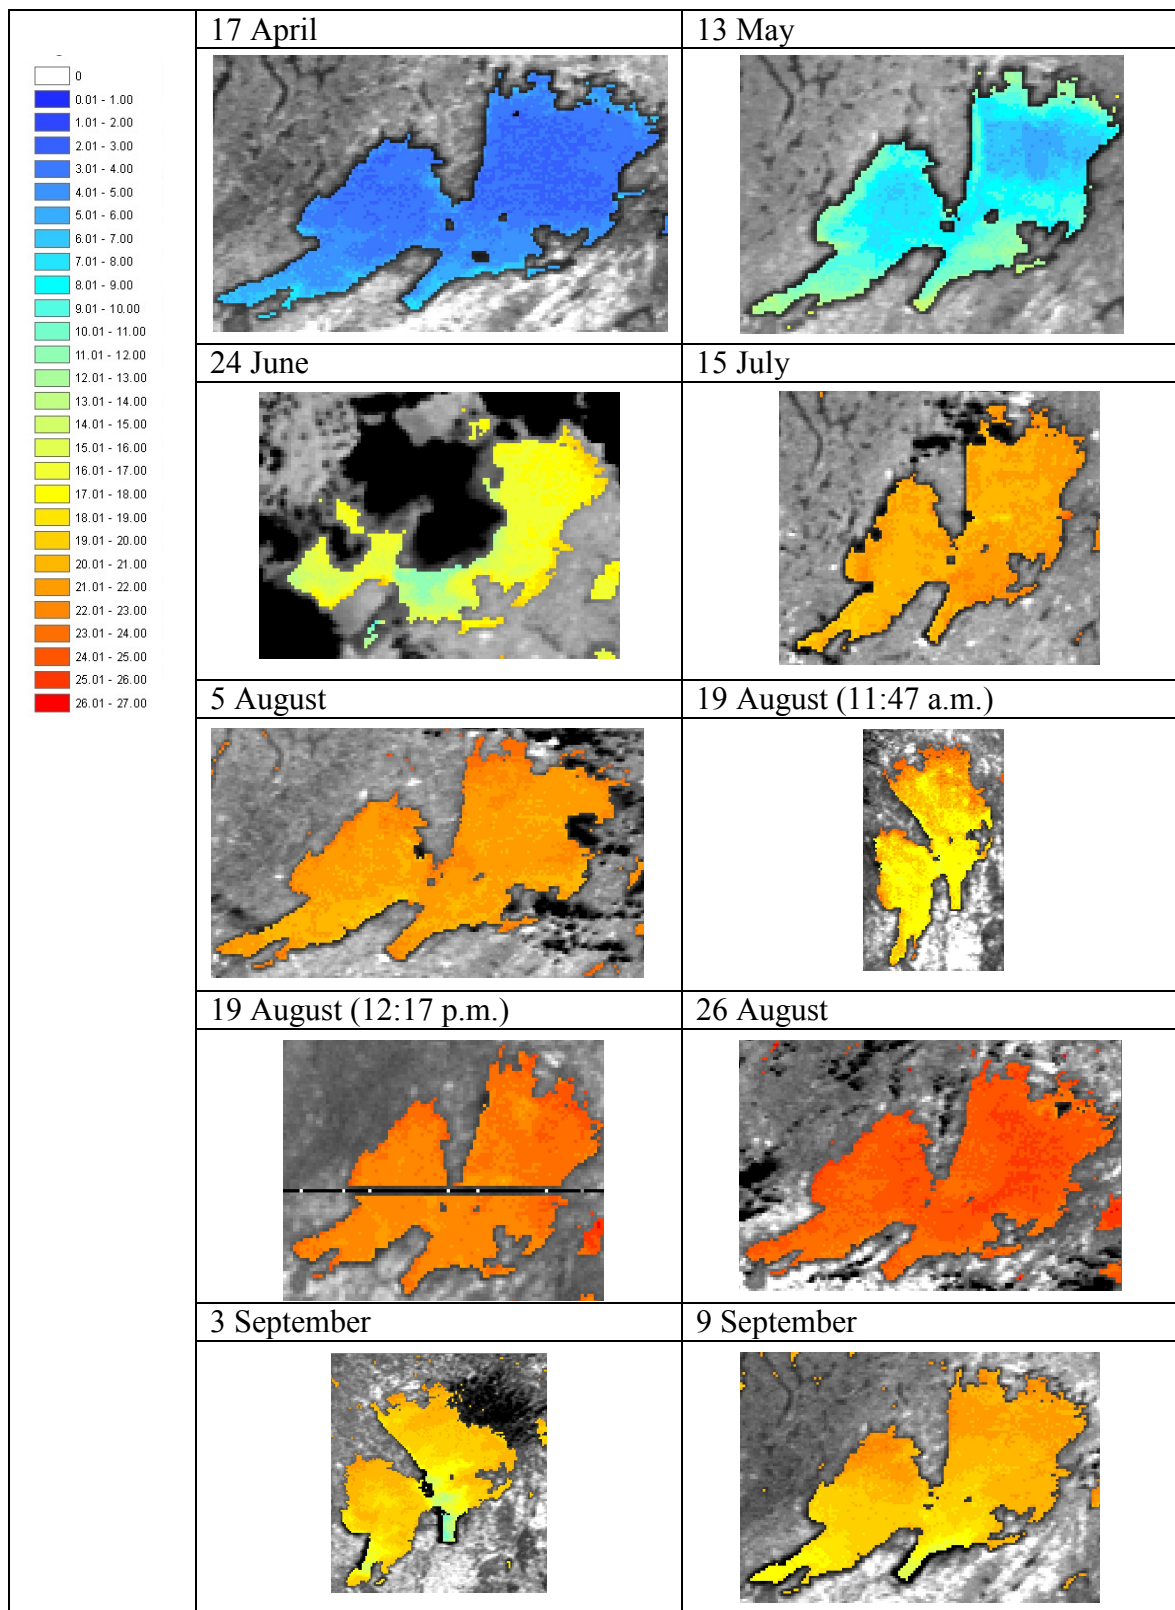 17 April
13 May
0
0.01 - 1.00
1.01 - 2.00
2.01 - 3.00
3.01 - 4.00
4.01 - 5.00
5.01 - 6.00
6.01 - 7.00
7.01 - 8.00
8.01 - 9.00
9.01 - 10.00
10.01 - 11.00
11.01 - 12.00
12.01 - 13.00
13.01 - 14.00
14.01 - 15.00
15.01 - 16.00
16.01 - 17.00
17.01 - 18.00
18.01 - 19.00
19.01 - 20.00
20.01 - 21.00
21.01 - 22.00
22.01 - 23.00
23.01 - 24.00
24.01 - 25.00
25.01 - 26.00
26.01 - 27.00
24 June
15 July
5 August
19 August (11:47 a.m.)
19 August (12:17 p.m.)
26 August
3 September
9 September